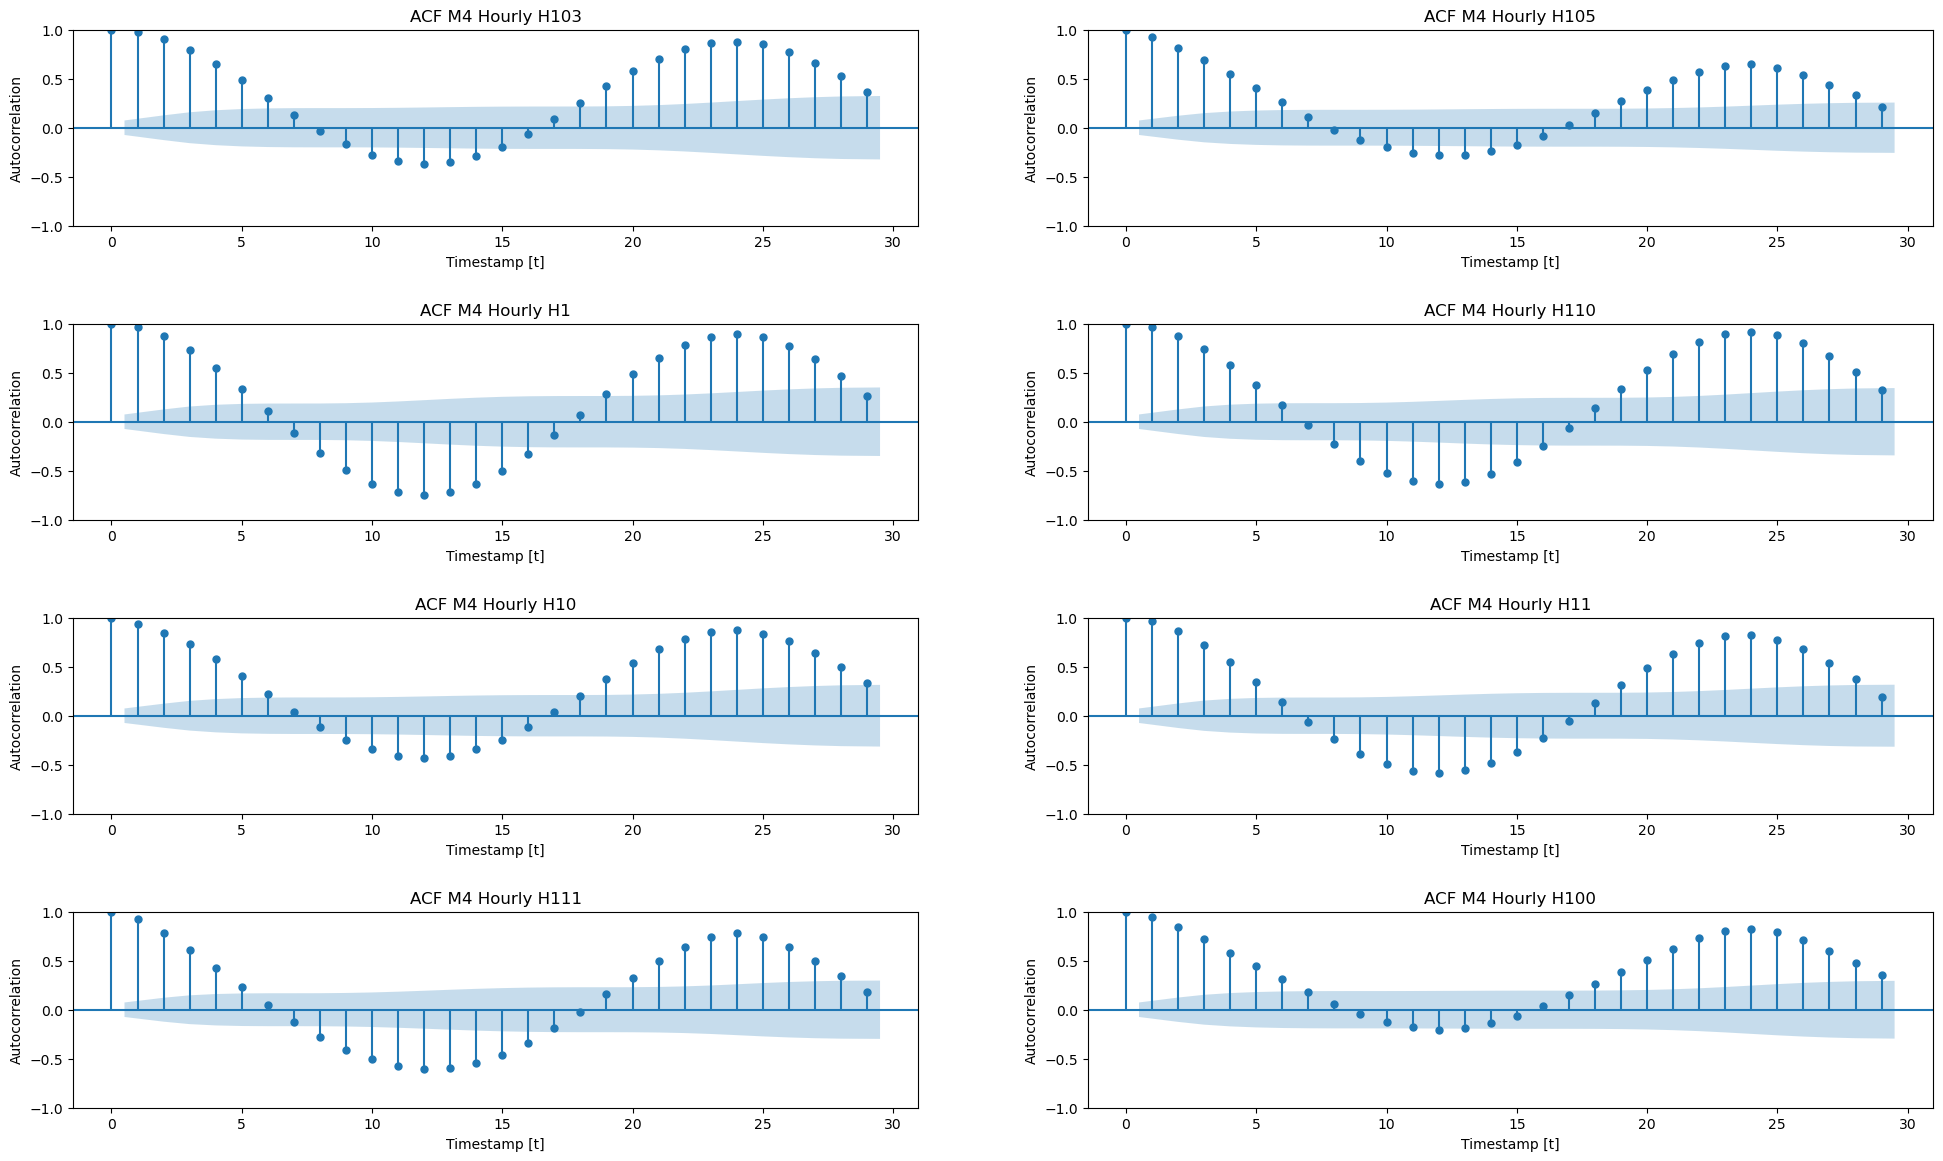 ACF M4 Hourly H103
1.0
0.5
0.0
−0.5
−1.0
Autocorrelation
0 5 10 15 20 25 30
Timestamp [t]
ACF M4 Hourly H105
1.0
0.5
0.0
−0.5
−1.0
Autocorrelation
0 5 10 15 20 25 30
Timestamp [t]
ACF M4 Hourly H1
1.0
0.5
0.0
−0.5
−1.0
Autocorrelation
0 5 10 15 20 25 30
Timestamp [t]
ACF M4 Hourly H110
1.0
0.5
0.0
−0.5
−1.0
Autocorrelation
0 5 10 15 20 25 30
Timestamp [t]
ACF M4 Hourly H10
1.0
0.5
0.0
−0.5
−1.0
Autocorrelation
0 5 10 15 20 25 30
Timestamp [t]
ACF M4 Hourly H11
1.0
0.5
0.0
−0.5
−1.0
Autocorrelation
0 5 10 15 20 25 30
Timestamp [t]
ACF M4 Hourly H111
1.0
0.5
0.0
−0.5
−1.0
Autocorrelation
0 5 10 15 20 25 30
Timestamp [t]
ACF M4 Hourly H100
1.0
0.5
0.0
−0.5
−1.0
Autocorrelation
0 5 10 15 20 25 30
Timestamp [t]